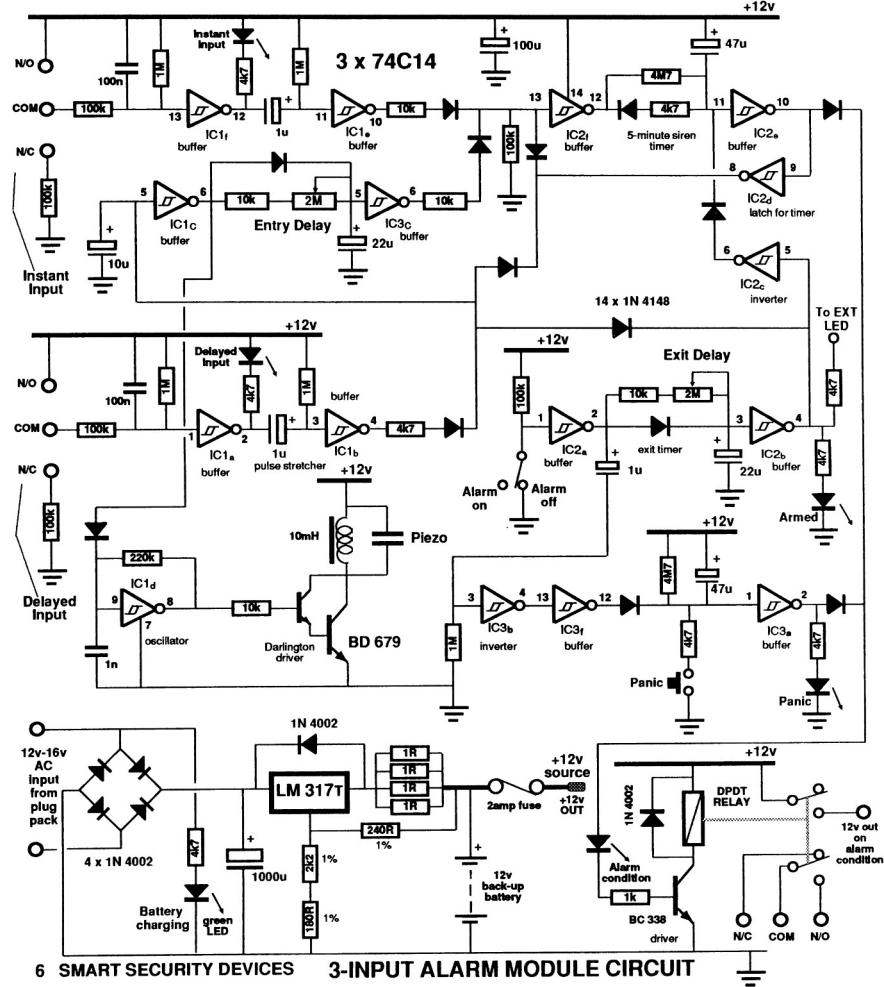 +12v
Instant
Input
N/O
100n
1M
4k7
1M
3 x 74C14
100u
47u
4M7
COM
100k
13
12
IC1f
buffer
+
1u
11
10
IC1e
buffer
10k
13
14
12
IC2f
buffer
4k7
5-minute siren
timer
11
10
IC2e
buffer
100k
N/C
100k
5
6
IC1C
buffer
10k
2M
Entry Delay
5
6
IC3C
buffer
10k
+
22u
+
10u
8
9
IC2d
latch for timer
6
5
IC2c
inverter
Instant
Input
14 x 1N 4148
To EXT
LED
+12v
Delayed
Input
N/O
100n
1M
4k7
1M
buffer
COM
100k
1
2
IC1a
buffer
+
1u
pulse stretcher
3
4
IC1b
4k7
+12v
100k
1
2
IC2a
buffer
Alarm
on
Alarm
off
Exit Delay
10k
2M
exit timer
+
1u
3
4
IC2b
buffer
+
22u
4k7
4k7
Armed
N/C
100k
Delayed
Input
220k
IC1d
9
8
7
oscillator
1n
10k
+12v
10mH
Piezo
Darlington
driver
BD 679
1M
3
4
IC3b
inverter
13
12
IC3f
buffer
+12v
4M7
+
47u
1
2
IC3a
buffer
4k7
Panic
4k7
Panic
12v-16v
AC
input
from
plug
pack
4 x 1N 4002
4k7
Battery
charging
green
LED
+
1000u
1N 4002
LM 317T
1R
1R
1R
1R
240R
1%
2k2
1%
180R
1%
2amp fuse
+12v
source
+12v
OUT
+
12v
back-up
battery
+12v
1N 4002
DPDT
RELAY
Alarm
condition
1k
BC 338
driver
12v out
on
alarm
condition
N/C
COM
N/O
6 SMART SECURITY DEVICES
3-INPUT ALARM MODULE CIRCUIT